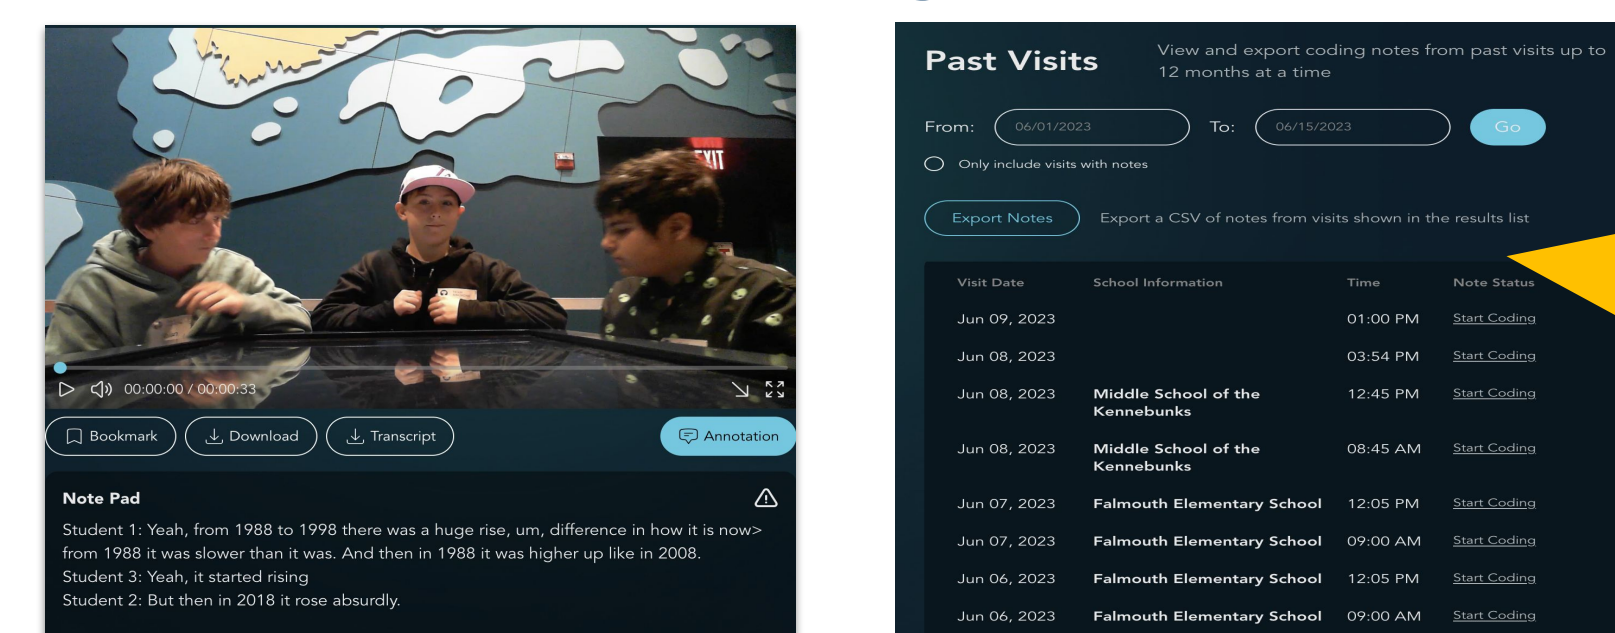 EXIT
00:00:00 / 00:00:33
Bookmark
Download
Transcript
Annotation
Note Pad
Student 1: Yeah, from 1988 to 1998 there was a huge rise, um, difference in how it is now>
from 1988 it was slower than it was. And then in 1988 it was higher up like in 2008.
Student 3: Yeah, it started rising
Student 2: But then in 2018 it rose absurdly.
Past Visits
View and export coding notes from past visits up to
12 months at a time
From: 06/01/2023 To: 06/15/2023 Go
Only include visits with notes
Export Notes Export a CSV of notes from visits shown in the results list
Visit Date School Information Time Note Status
Jun 09, 2023 01:00 PM Start Coding
Jun 08, 2023 03:54 PM Start Coding
Jun 08, 2023 Middle School of the 12:45 PM Start Coding
Kennebunks
Jun 08, 2023 Middle School of the 08:45 AM Start Coding
Kennebunks
Jun 07, 2023 Falmouth Elementary School 12:05 PM Start Coding
Jun 07, 2023 Falmouth Elementary School 09:00 AM Start Coding
Jun 06, 2023 Falmouth Elementary School 12:05 PM Start Coding
Jun 06, 2023 Falmouth Elementary School 09:00 AM Start Coding